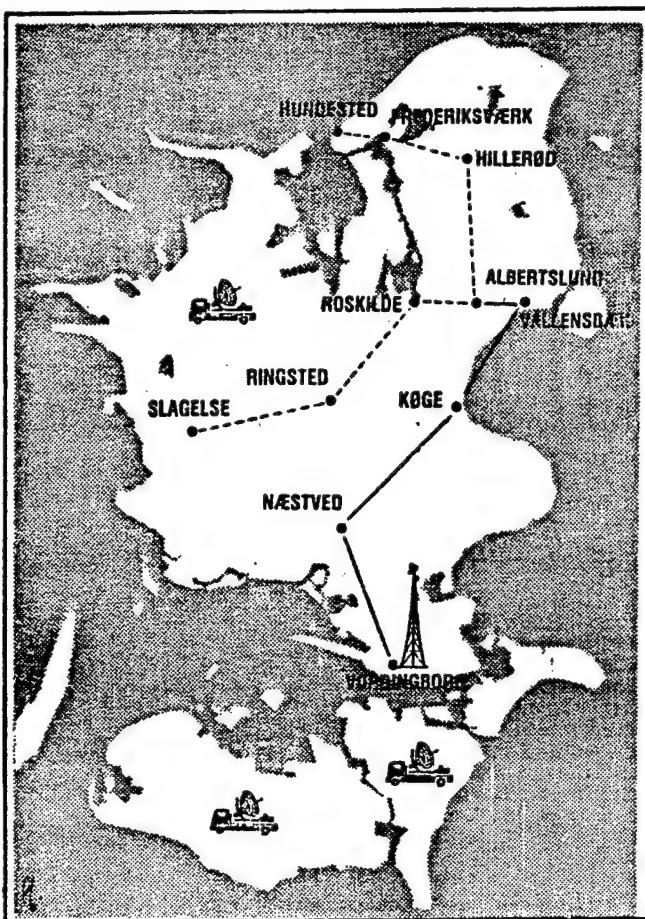 HUNDESTED
FREDERIKSVÆRK
HILLERØD
ALBERTSLUND
ROSKILDE
VALLENSBÆK
RINGSTED
SLAGELSE
KØGE
NÆSTVED
VORDINGBORG